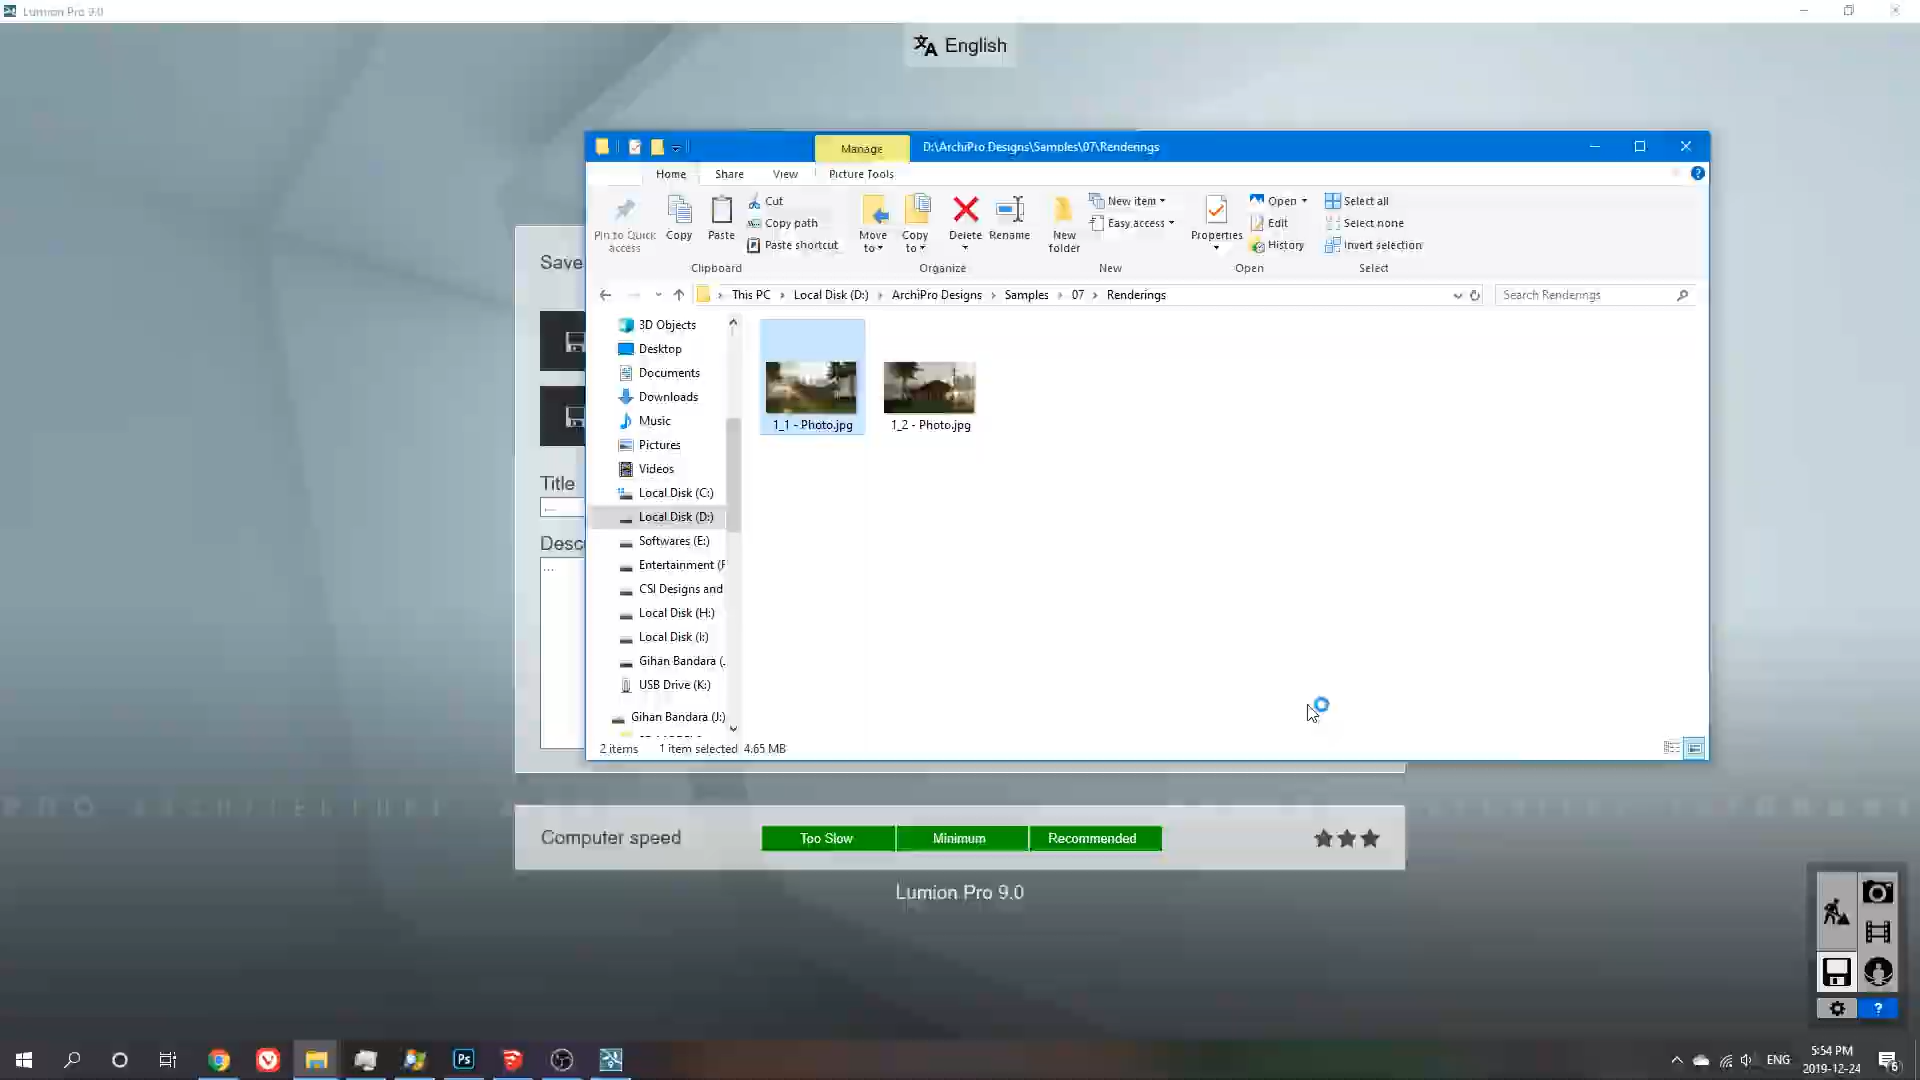 Lumion Pro 9.0
English
Manage
D:\ArchiPro Designs\Samples\07\Renderings
Home
Share
View
Picture Tools
Pin to Quick access
Copy
Paste
Cut
Copy path
Paste shortcut
Move to
Copy to
Delete
Rename
New folder
New item
Easy access
Properties
Open
Edit
History
Select all
Select none
Invert selection
Clipboard
Organize
New
Open
Select
This PC
Local Disk (D:)
ArchiPro Designs
Samples
07
Renderings
Search Renderings
Save
Title
...
Desc
...
3D Objects
Desktop
Documents
Downloads
Music
Pictures
Videos
Local Disk (C:)
Local Disk (D:)
Softwares (E:)
Entertainment (F
CSI Designs and
Local Disk (H:)
Local Disk (I:)
Gihan Bandara (
USB Drive (K:)
Gihan Bandara (J:)
1_1 - Photo.jpg
1_2 - Photo.jpg
2 items
1 item selected 4.65 MB
PRO ARCHITECTURE
Computer speed
Too Slow
Minimum
Recommended
Lumion Pro 9.0
?
Ps
ENG
5:54 PM
2019-12-24
6